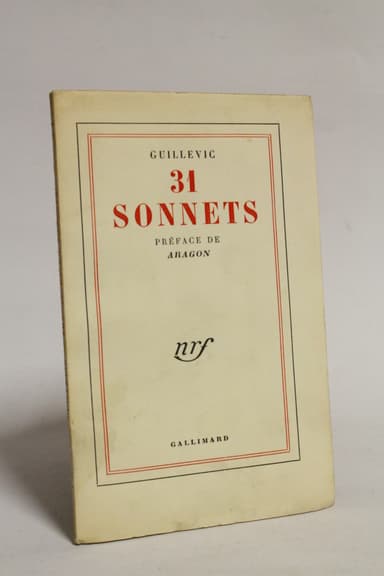 GUILLEVIC
31
SONNETS
PRÉFACE DE
ARAGON
nrf
GALLIMARD